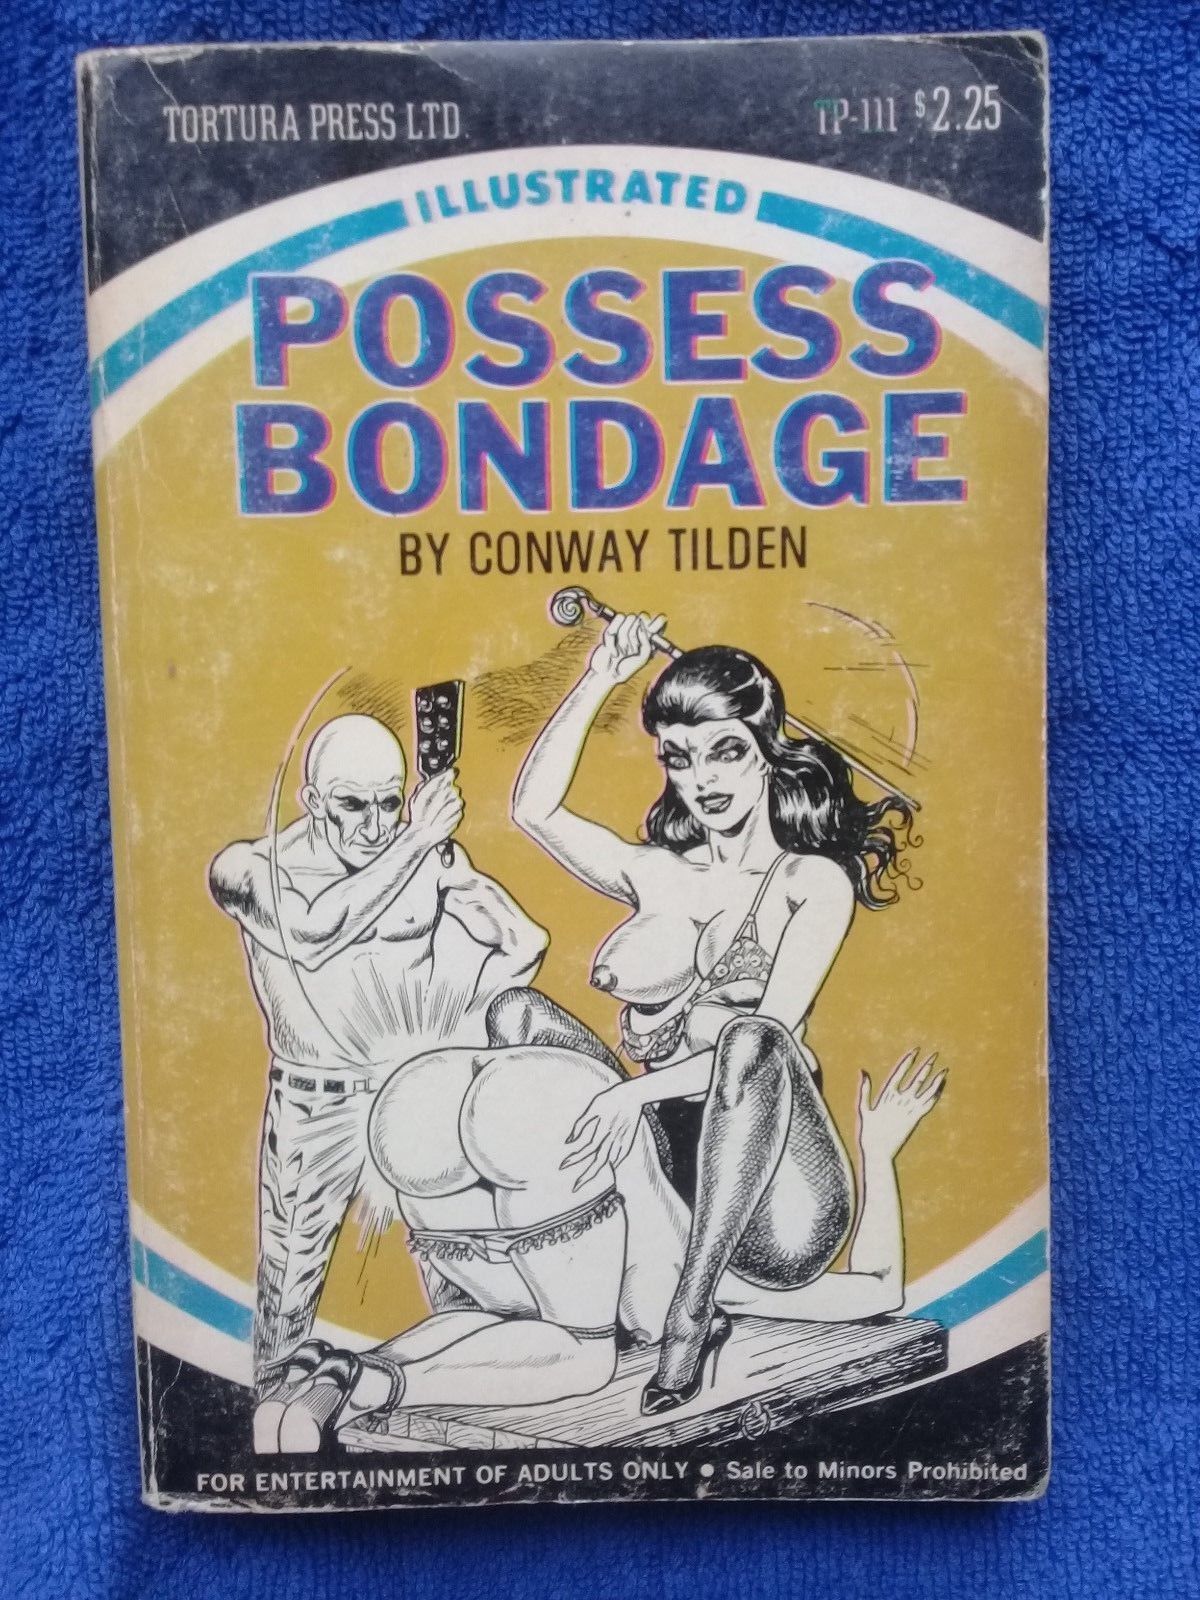 TORTURA PRESS LTD.
TP-111 $2.25
ILLUSTRATED
POSSESS
BONDAGE
BY CONWAY TILDEN
FOR ENTERTAINMENT OF ADULTS ONLY • Sale to Minors Prohibited